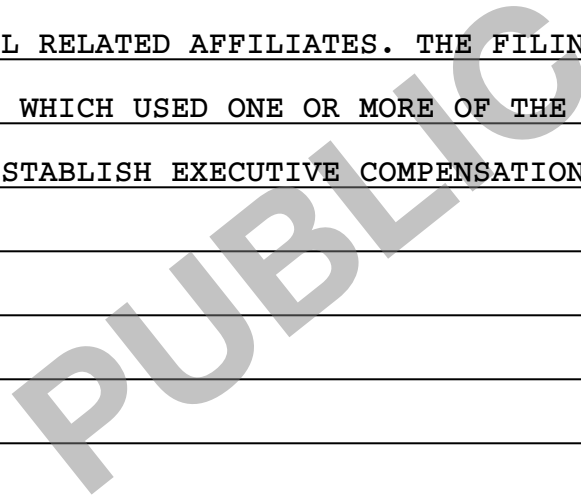 L RELATED AFFILIATES. THE FILIN
WHICH USED ONE OR MORE OF THE
STABLISH EXECUTIVE COMPENSATION
PUBLIC